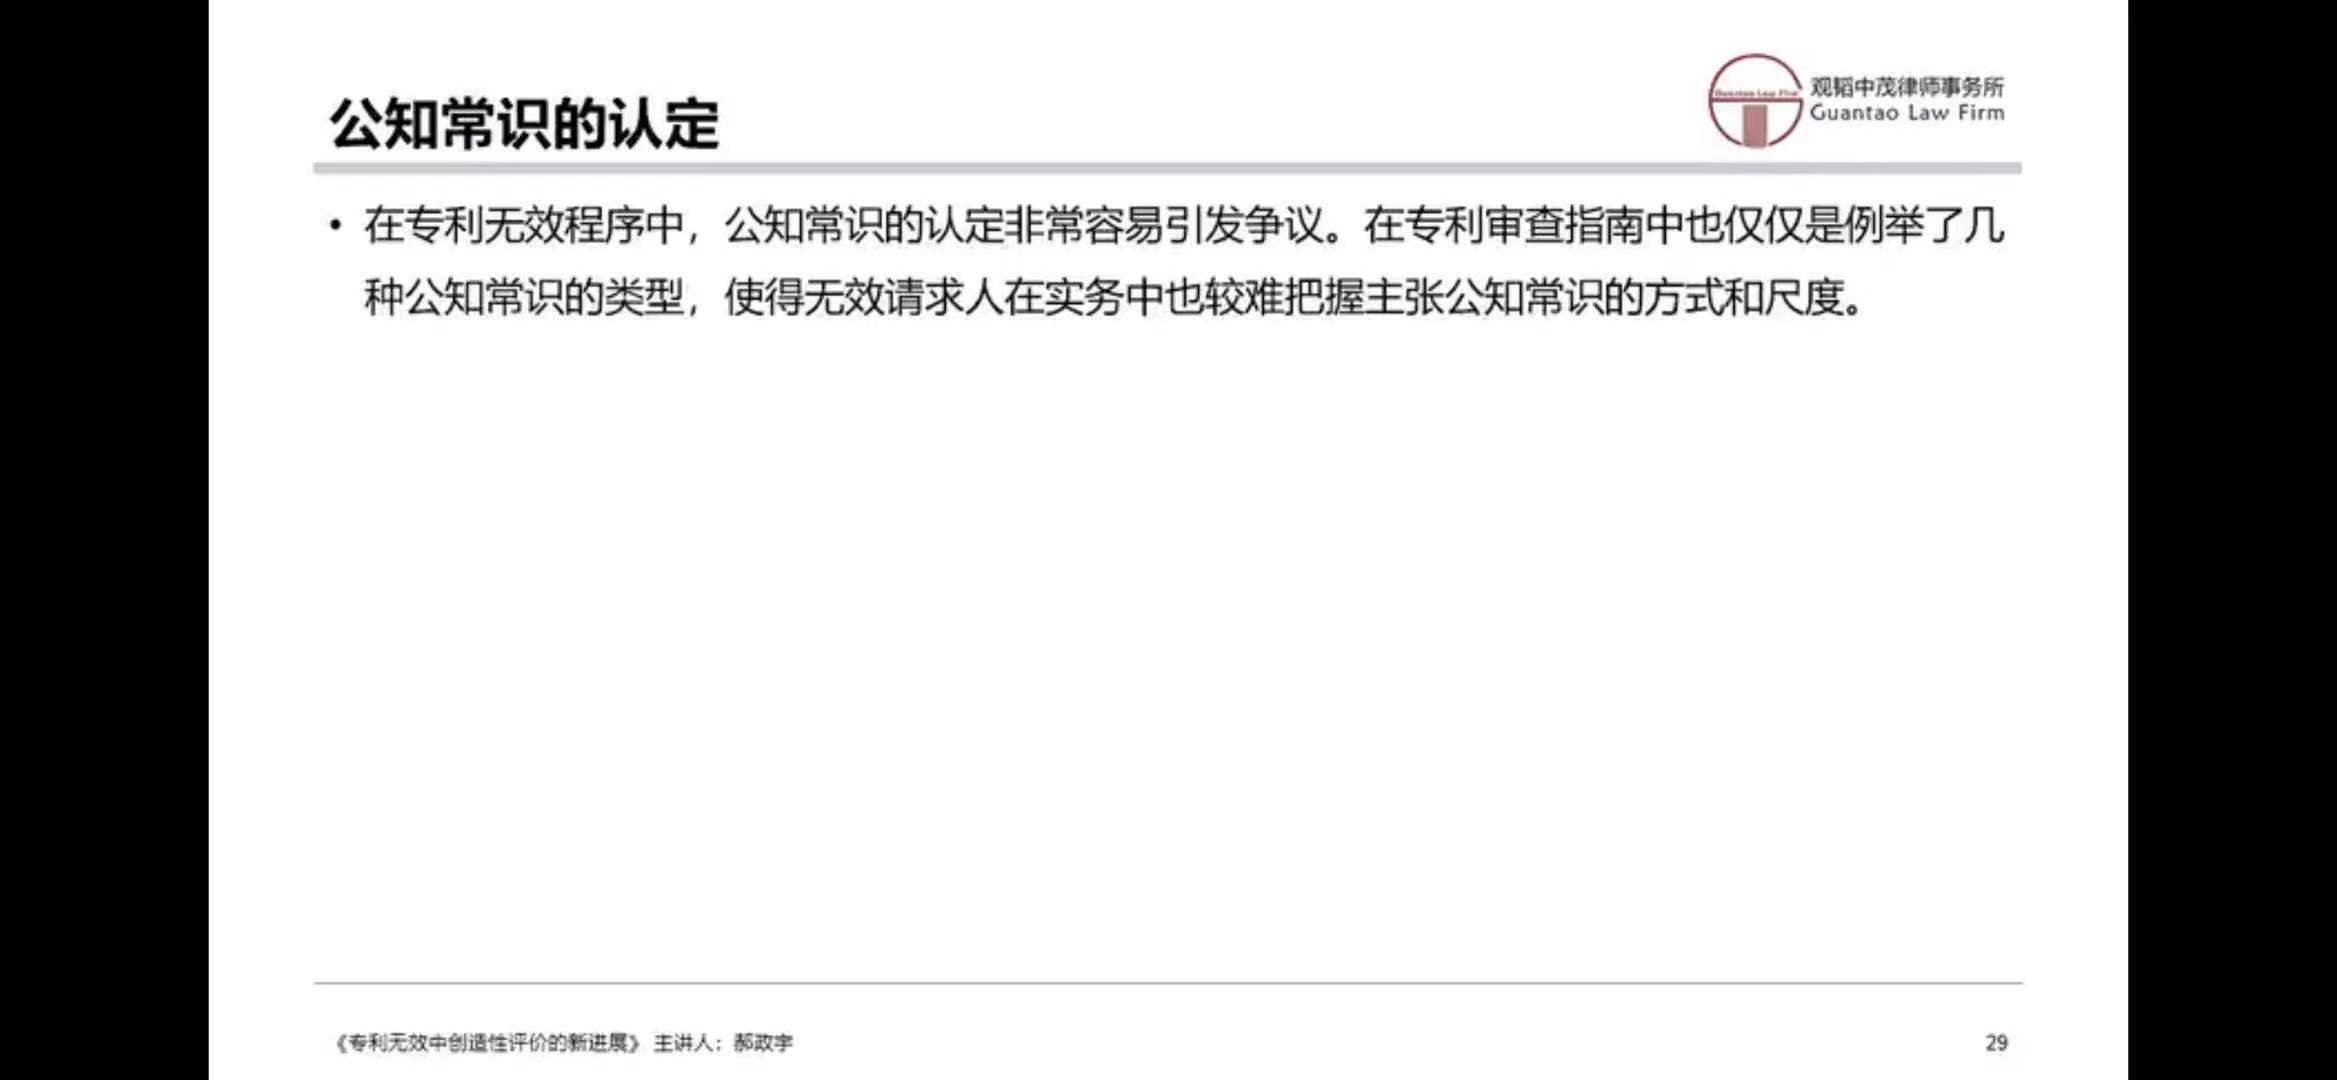 公知常识的认定
Guantao Law Firm
观韬中茂律师事务所
Guantao Law Firm
• 在专利无效程序中，公知常识的认定非常容易引发争议。在专利审查指南中也仅仅是例举了几
种公知常识的类型，使得无效请求人在实务中也较难把握主张公知常识的方式和尺度。
《专利无效中创造性评价的新进展》 主讲人：郝政宇
29